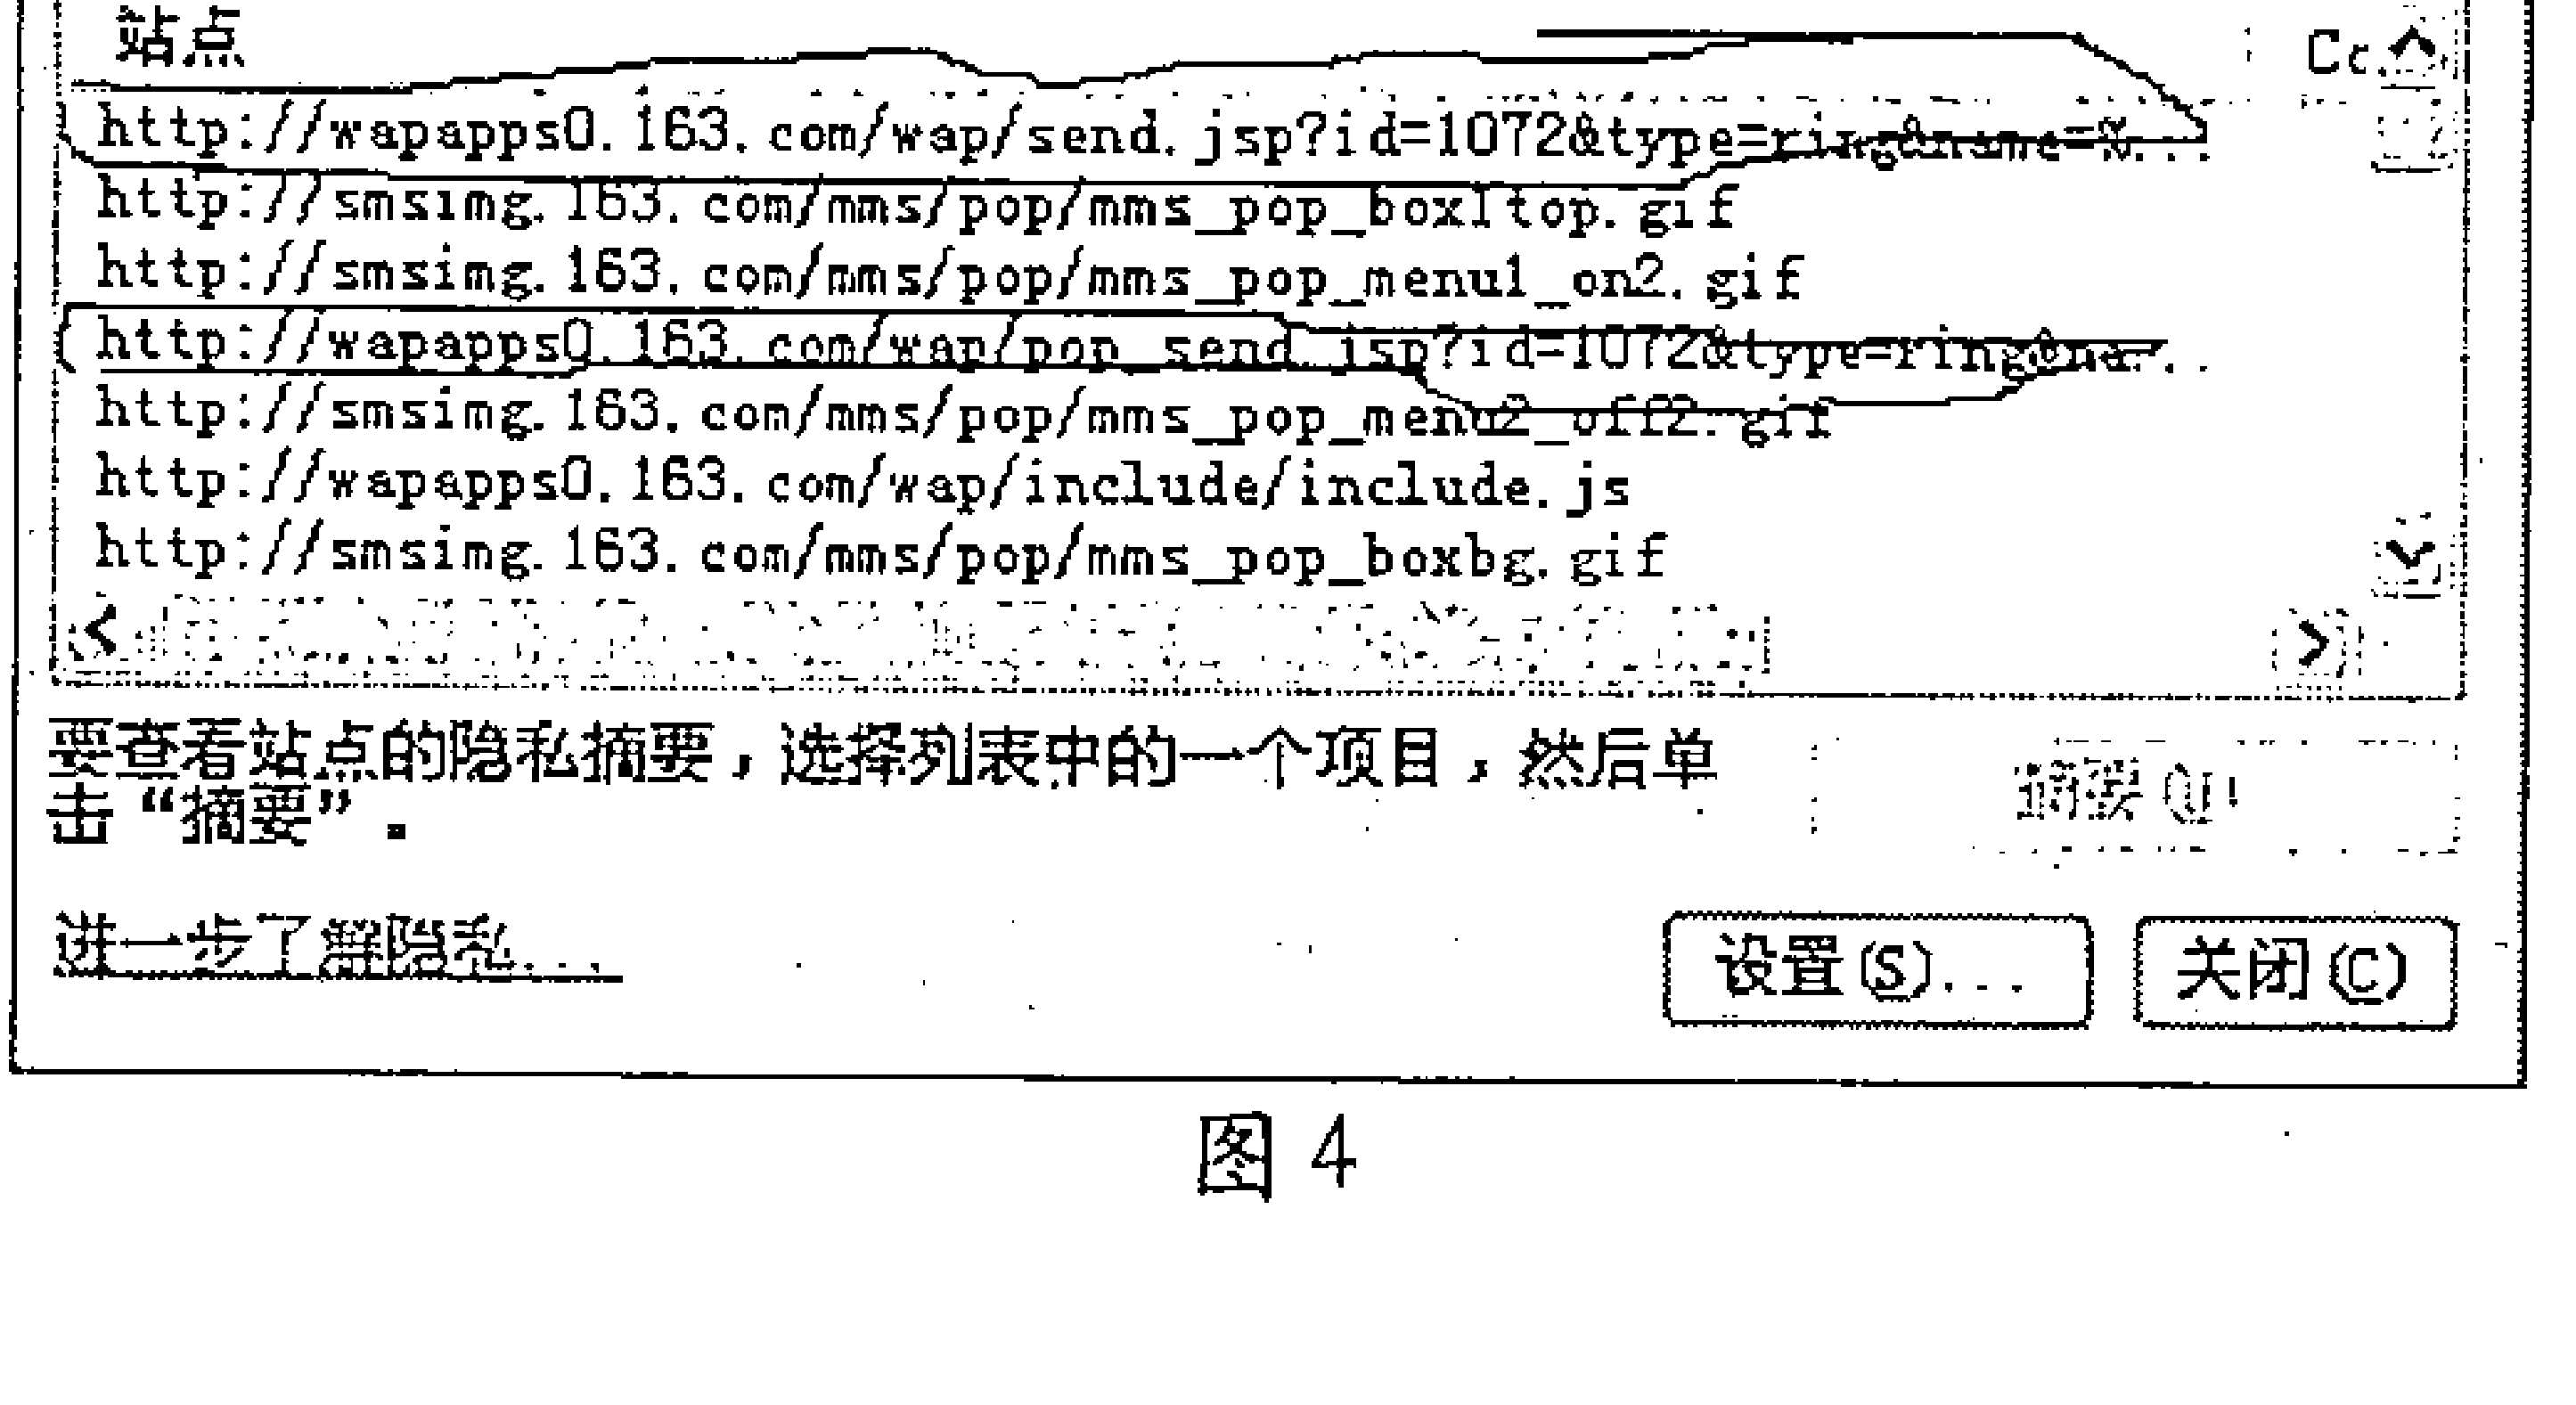 站点 Co
http://wapapps0.163.com/wap/send.jsp?id=1072&type=ring&name=%...
http://smsimg.163.com/mms/pop/mms_pop_box1top.gif
http://smsimg.163.com/mms/pop/mms_pop_menu1_on2.gif
http://wapapps0.163.com/wap/pop_send.jsp?id=1072&type=ring&na...
http://smsimg.163.com/mms/pop/mms_pop_menu2_off2.gif
http://wapapps0.163.com/wap/include/include.js
http://smsimg.163.com/mms/pop/mms_pop_boxbg.gif
要查看站点的隐私摘要，选择列表中的一个项目，然后单
击“摘要”。
摘要
进一步了解隐私...
设置(S)... 关闭(C)
图 4